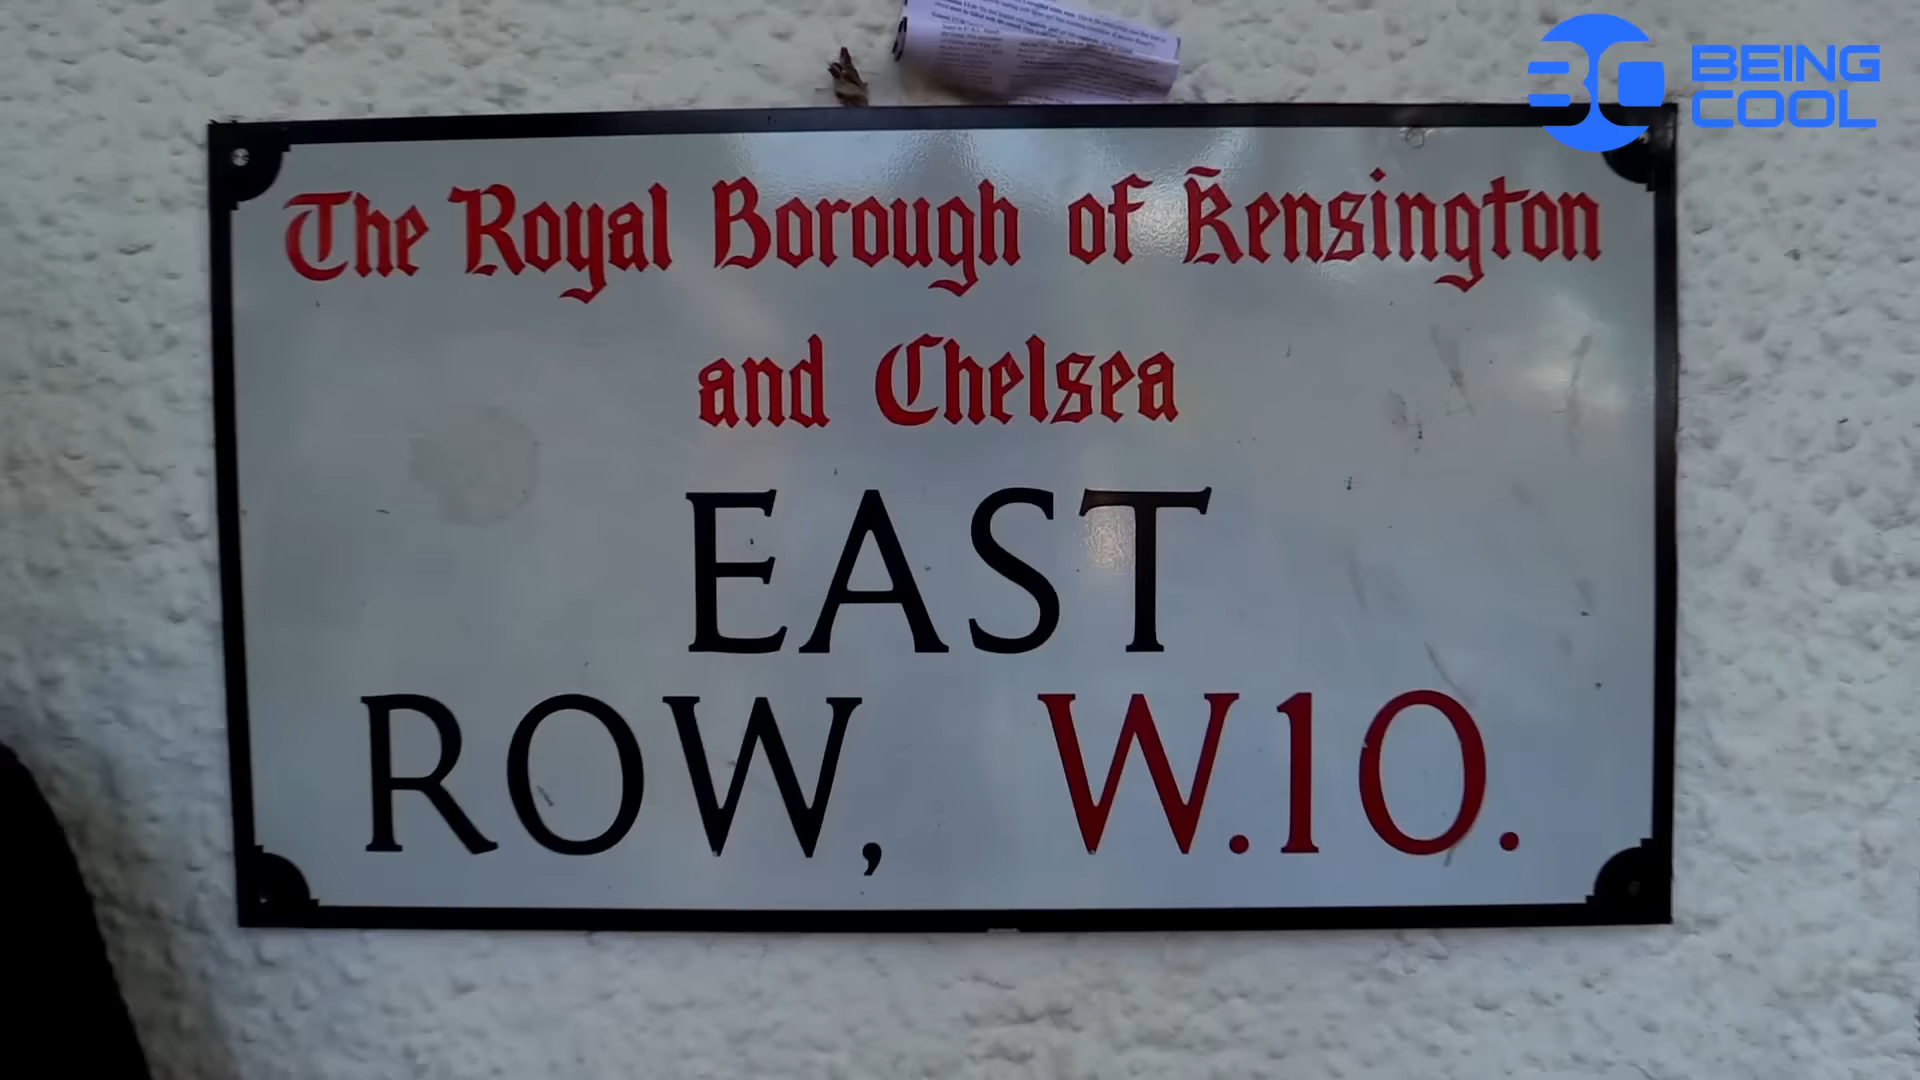 The Royal Borough of Kensington
and Chelsea
EAST
ROW, W.10.
BEING
COOL